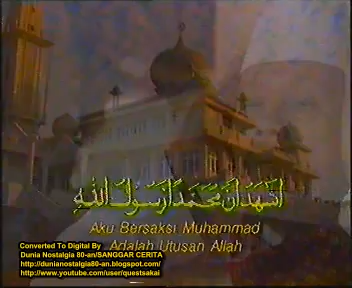 اشهد ان محمدا رسول الله
Aku Bersaksi Muhammad
Adalah Utusan Allah
Converted To Digital By
Dunia Nostalgia 80-an/SANGGAR CERITA
http://dunianostalgia80-an.blogspot.com/
http://www.youtube.com/user/questsakai